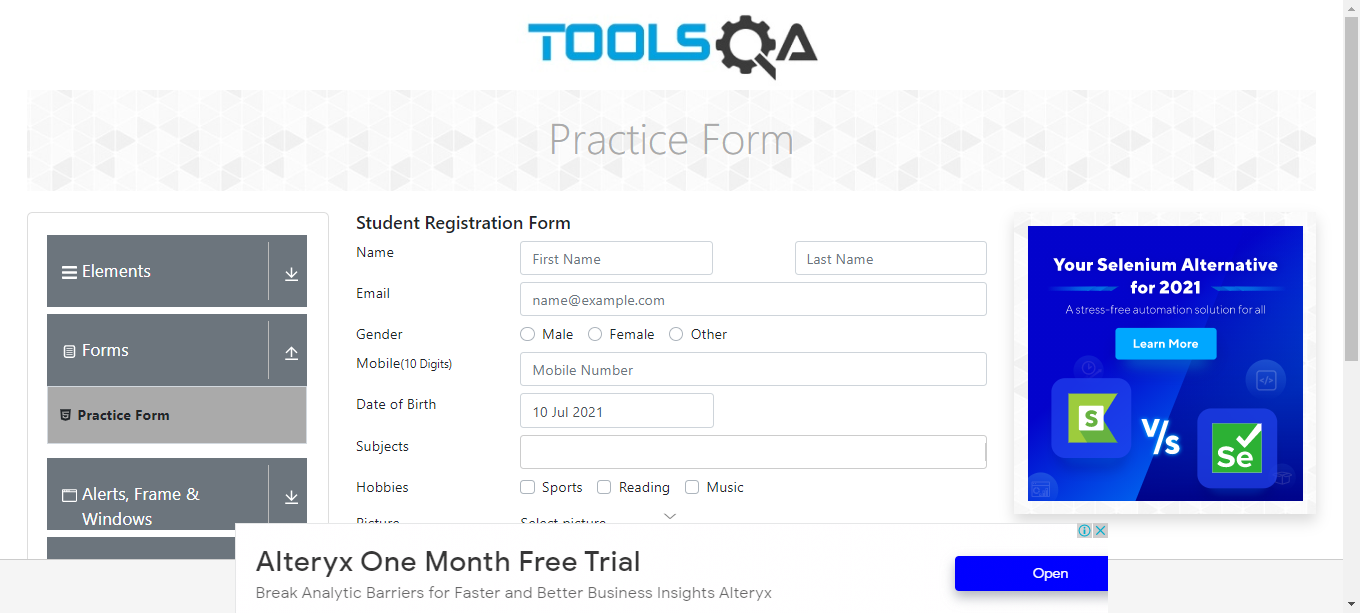 TOOLSQA
Practice Form
Elements
Forms
Practice Form
Alerts, Frame &
Windows
Student Registration Form
Name
First Name
Last Name
Email
name@example.com
Gender
Male
Female
Other
Mobile(10 Digits)
Mobile Number
Date of Birth
10 Jul 2021
Subjects
Hobbies
Sports
Reading
Music
Picture
Select picture
Your Selenium Alternative
for 2021
A stress-free automation solution for all
Learn More
S
V/s
Se
Alteryx One Month Free Trial
Break Analytic Barriers for Faster and Better Business Insights Alteryx
Open